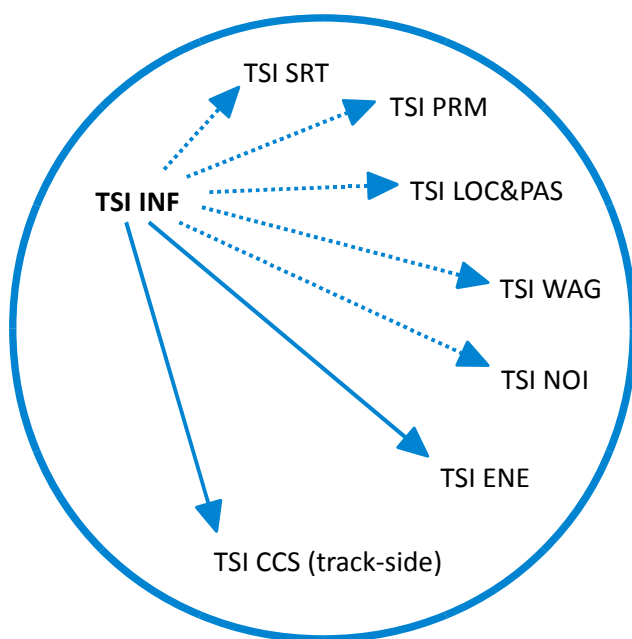 TSI SRT
TSI PRM
TSI LOC&PAS
TSI INF
TSI WAG
TSI NOI
TSI ENE
TSI CCS (track-side)